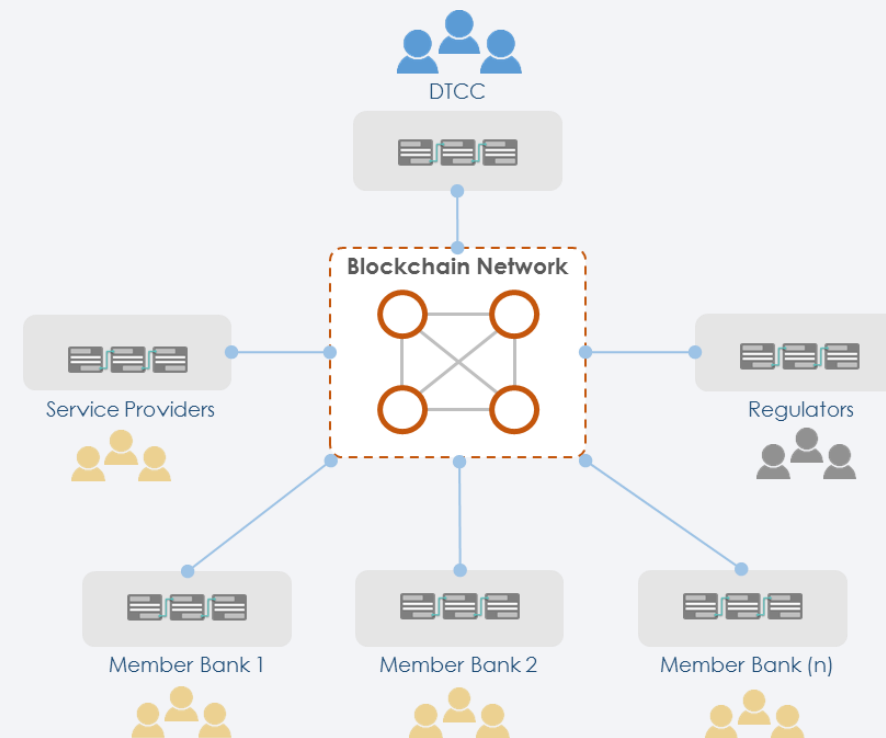 DTCC
Blockchain Network
Service Providers
Regulators
Member Bank 1
Member Bank 2
Member Bank (n)